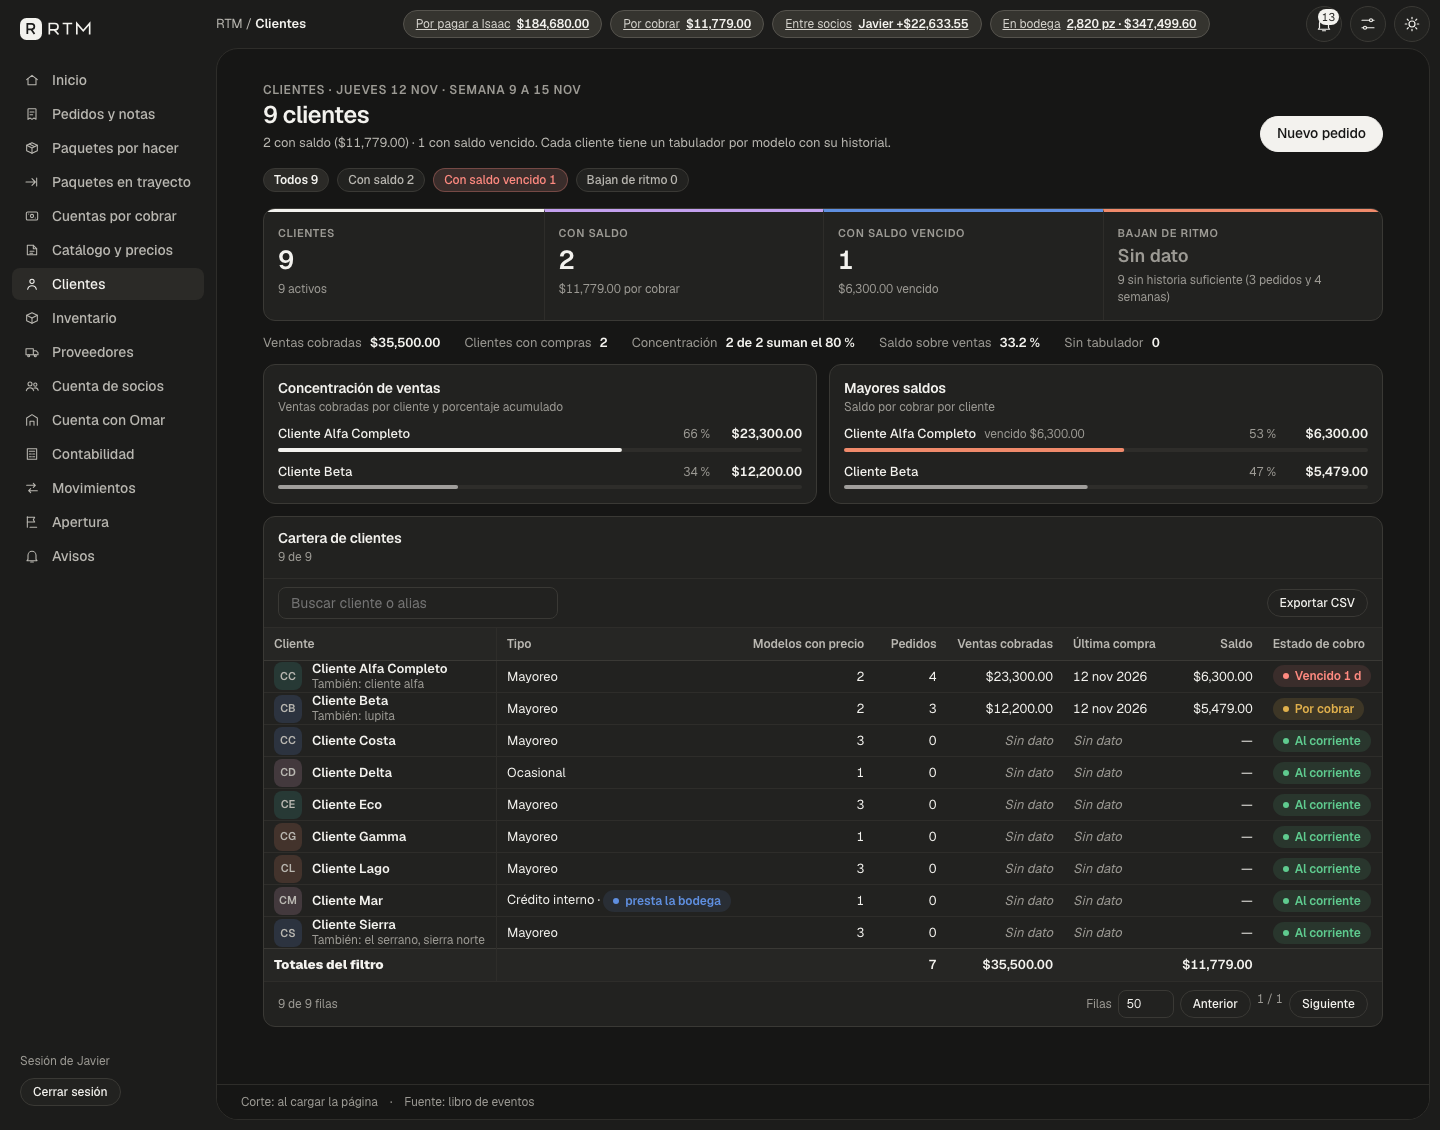 R RTM
RTM / Clientes
Por pagar a Isaac $184,680.00
Por cobrar $11,779.00
Entre socios Javier +$22,633.55
En bodega 2,820 pz · $347,499.60
13
Inicio
Pedidos y notas
Paquetes por hacer
Paquetes en trayecto
Cuentas por cobrar
Catálogo y precios
Clientes
Inventario
Proveedores
Cuenta de socios
Cuenta con Omar
Contabilidad
Movimientos
Apertura
Avisos
Sesión de Javier
Cerrar sesión
CLIENTES · JUEVES 12 NOV · SEMANA 9 A 15 NOV
9 clientes
2 con saldo ($11,779.00) · 1 con saldo vencido. Cada cliente tiene un tabulador por modelo con su historial.
Nuevo pedido
Todos 9 Con saldo 2 Con saldo vencido 1 Bajan de ritmo 0
CLIENTES
9
9 activos
CON SALDO
2
$11,779.00 por cobrar
CON SALDO VENCIDO
1
$6,300.00 vencido
BAJAN DE RITMO
Sin dato
9 sin historia suficiente (3 pedidos y 4
semanas)
Ventas cobradas $35,500.00 Clientes con compras 2 Concentración 2 de 2 suman el 80 % Saldo sobre ventas 33.2 % Sin tabulador 0
Concentración de ventas
Ventas cobradas por cliente y porcentaje acumulado
Cliente Alfa Completo 66 % $23,300.00
Cliente Beta 34 % $12,200.00
Mayores saldos
Saldo por cobrar por cliente
Cliente Alfa Completo vencido $6,300.00 53 % $6,300.00
Cliente Beta 47 % $5,479.00
Cartera de clientes
9 de 9
Buscar cliente o alias
Exportar CSV
Cliente Tipo Modelos con precio Pedidos Ventas cobradas Última compra Saldo Estado de cobro
CC Cliente Alfa Completo Mayoreo 2 4 $23,300.00 12 nov 2026 $6,300.00 Vencido 1 d
También: cliente alfa
CB Cliente Beta Mayoreo 2 3 $12,200.00 12 nov 2026 $5,479.00 Por cobrar
También: lupita
CC Cliente Costa Mayoreo 3 0 Sin dato Sin dato — Al corriente
CD Cliente Delta Ocasional 1 0 Sin dato Sin dato — Al corriente
CE Cliente Eco Mayoreo 3 0 Sin dato Sin dato — Al corriente
CG Cliente Gamma Mayoreo 1 0 Sin dato Sin dato — Al corriente
CL Cliente Lago Mayoreo 3 0 Sin dato Sin dato — Al corriente
CM Cliente Mar Crédito interno · presta la bodega 1 0 Sin dato Sin dato — Al corriente
CS Cliente Sierra Mayoreo 3 0 Sin dato Sin dato — Al corriente
También: el serrano, sierra norte
Totales del filtro 7 $35,500.00 $11,779.00
9 de 9 filas Filas 50 Anterior 1 / 1 Siguiente
Corte: al cargar la página · Fuente: libro de eventos